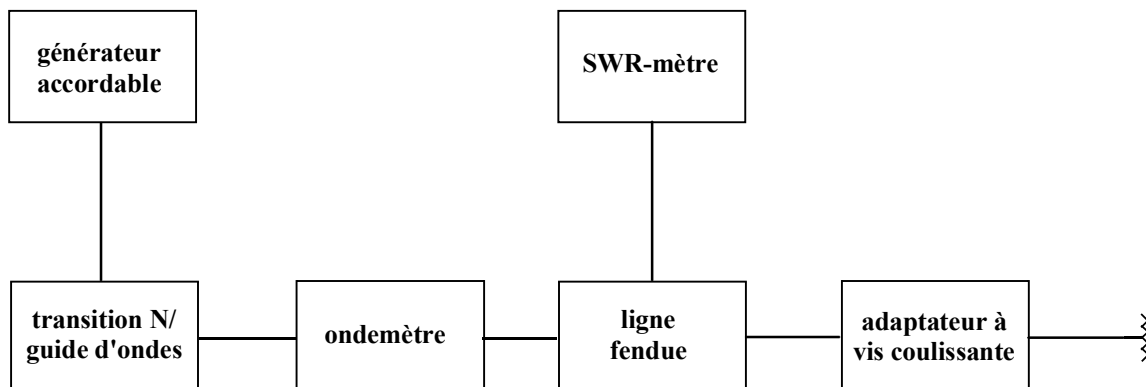 générateur
accordable
SWR-mètre
transition N/
guide d'ondes
ondemètre
ligne
fendue
adaptateur à
vis coulissante